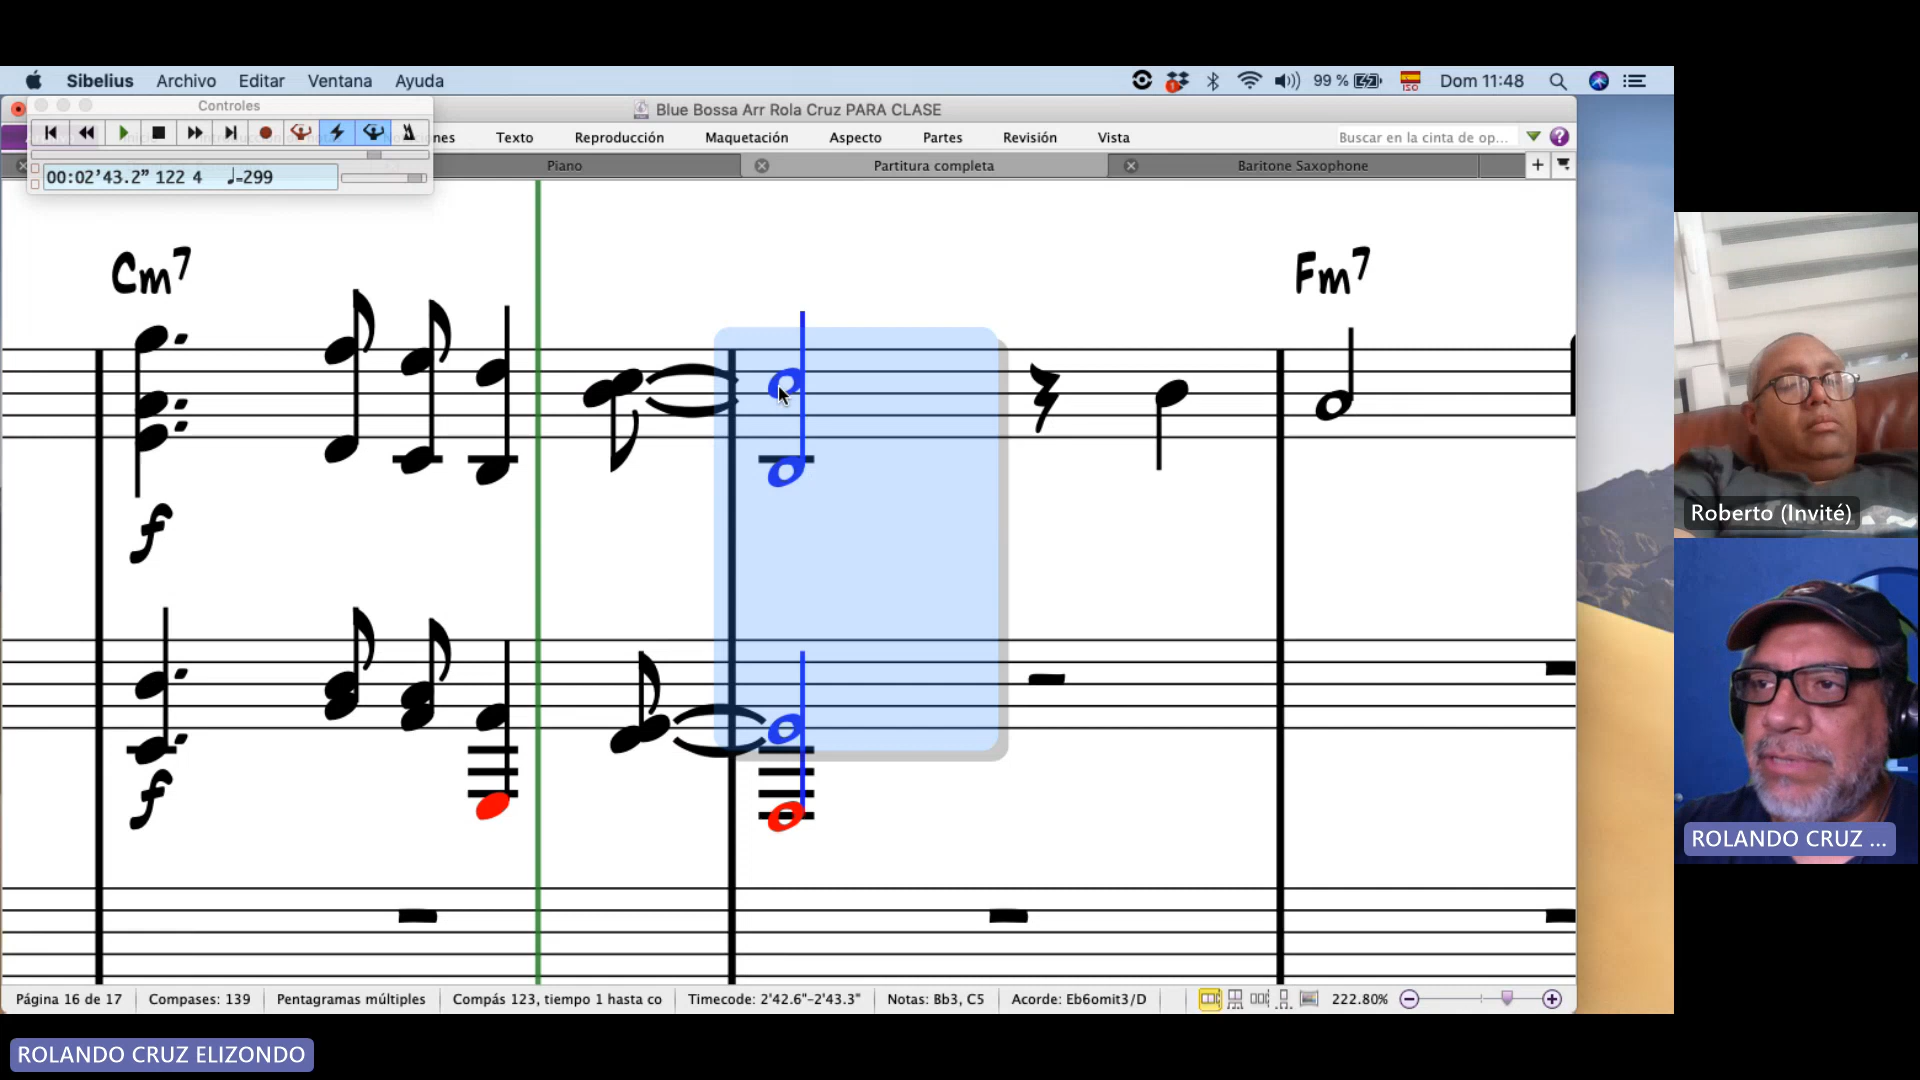 Sibelius Archivo Editar Ventana Ayuda 99 % ISO Dom 11:48
Controles
Blue Bossa Arr Rola Cruz PARA CLASE
nes Texto Reproducción Maquetación Aspecto Partes Revisión Vista Buscar en la cinta de op...
Piano Partitura completa Baritone Saxophone
00:02'43.2" 122 4 ♩=299
Cm7 Fm7
f
f
Roberto (Invité)
ROLANDO CRUZ ...
Página 16 de 17 Compases: 139 Pentagramas múltiples Compás 123, tiempo 1 hasta co Timecode: 2'42.6"-2'43.3" Notas: Bb3, C5 Acorde: Eb6omit3/D 222.80%
ROLANDO CRUZ ELIZONDO